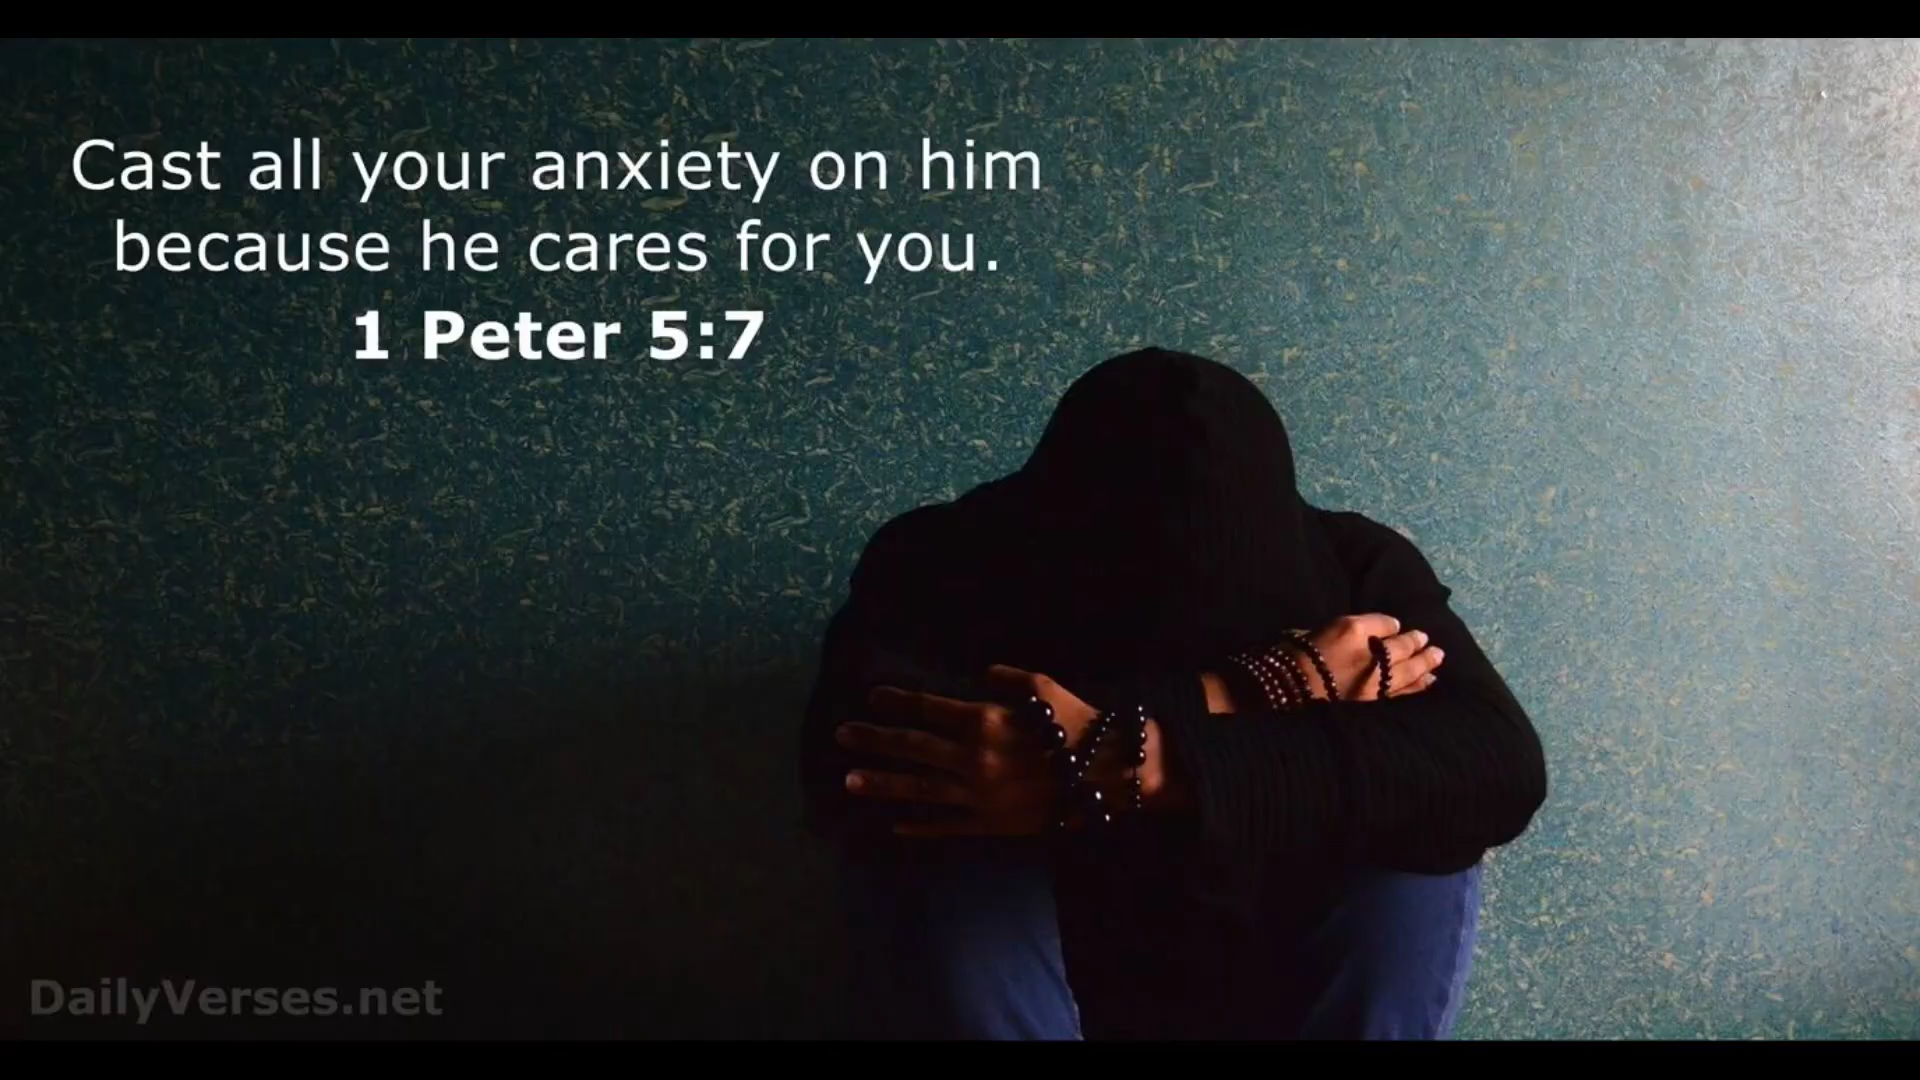 Cast all your anxiety on him
because he cares for you.
1 Peter 5:7
DailyVerses.net